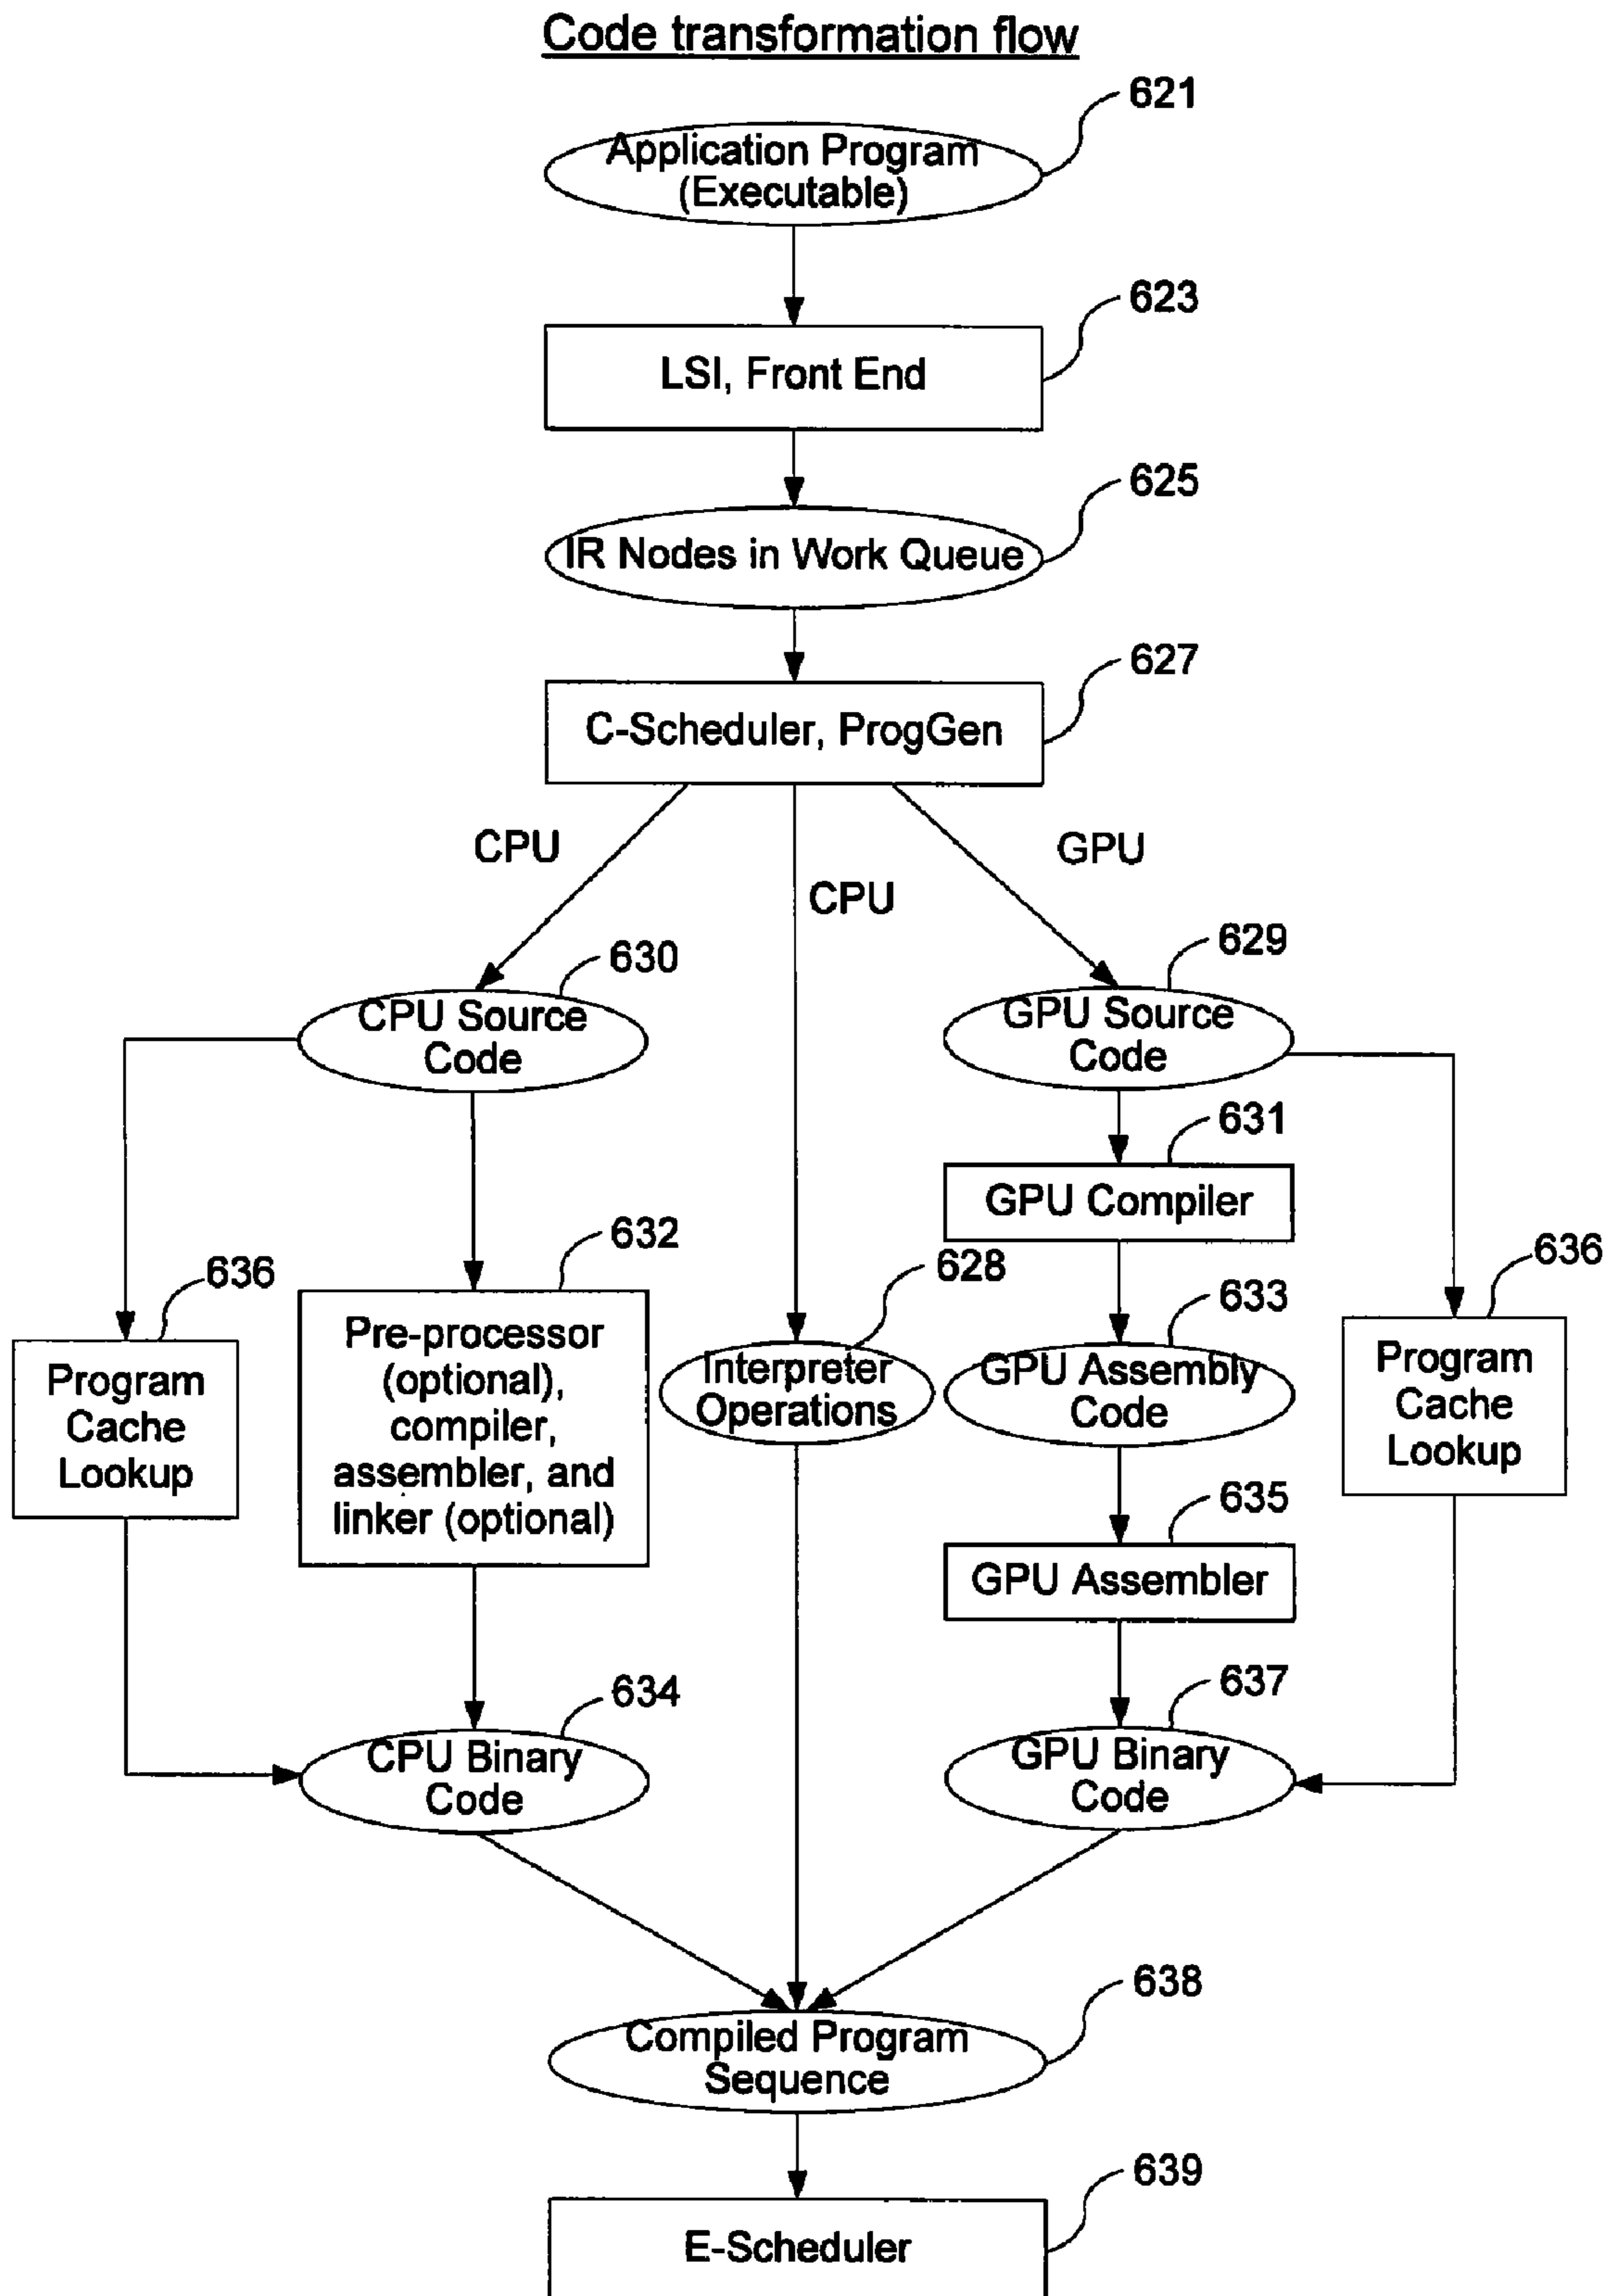 Code transformation flow
621
Application Program
(Executable)
623
LSI, Front End
625
IR Nodes in Work Queue
627
C-Scheduler, ProgGen
CPU
CPU
GPU
630
CPU Source
Code
629
GPU Source
Code
631
GPU Compiler
636
Program
Cache
Lookup
632
Pre-processor
(optional),
compiler,
assembler, and
linker (optional)
628
Interpreter
Operations
633
GPU Assembly
Code
636
Program
Cache
Lookup
635
GPU Assembler
634
CPU Binary
Code
637
GPU Binary
Code
638
Compiled Program
Sequence
639
E-Scheduler